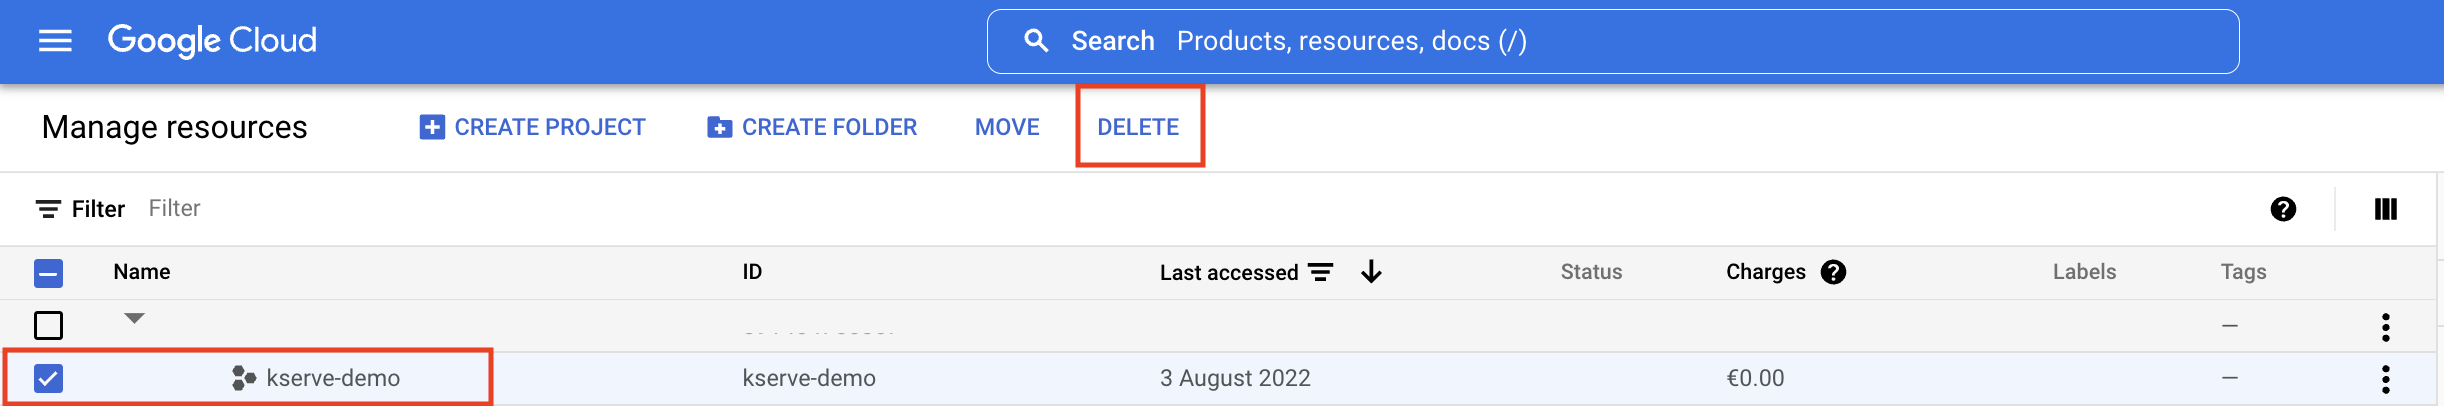 Google Cloud
Search Products, resources, docs (/)
Manage resources CREATE PROJECT CREATE FOLDER MOVE DELETE
Filter Filter
Name ID Last accessed Status Charges Labels Tags
–
kserve-demo kserve-demo 3 August 2022 €0.00 –